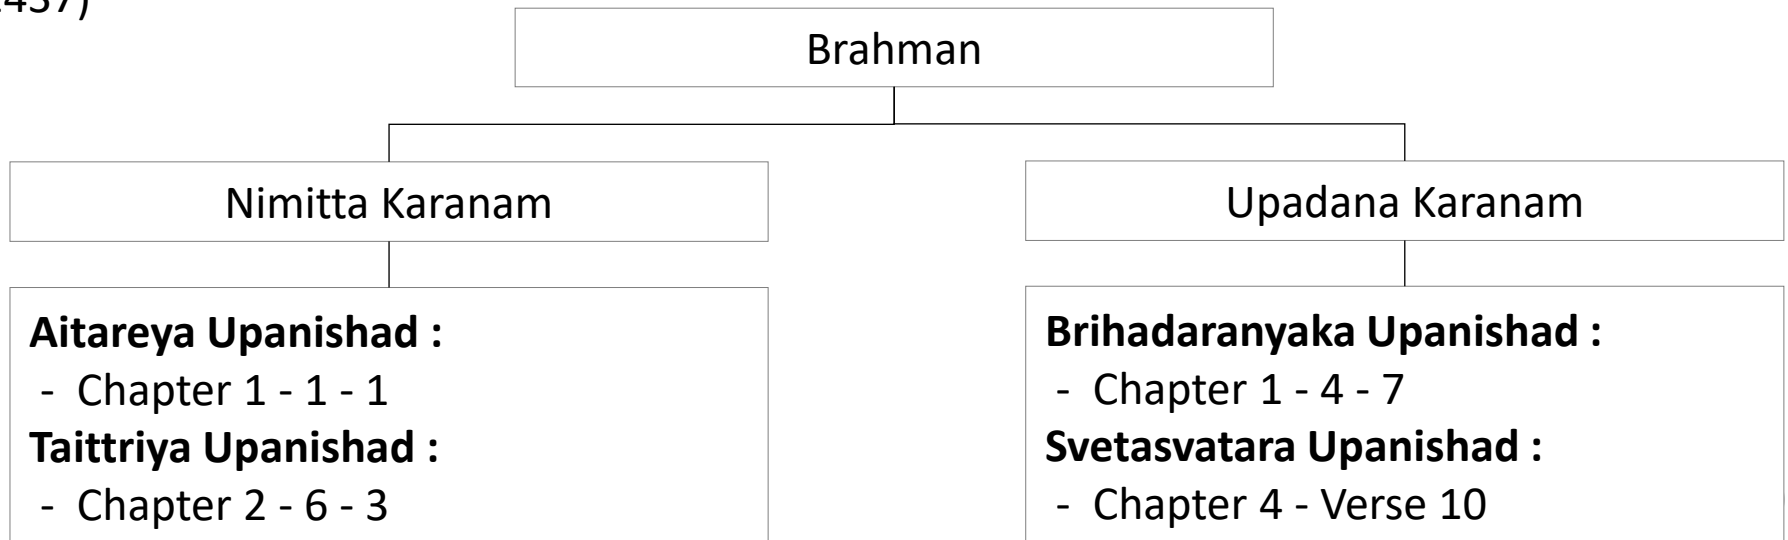 Brahman
Nimitta Karanam
Upadana Karanam
Aitareya Upanishad :
- Chapter 1 - 1 - 1
Taittriya Upanishad :
- Chapter 2 - 6 - 3
Brihadaranyaka Upanishad :
- Chapter 1 - 4 - 7
Svetasvatara Upanishad :
- Chapter 4 - Verse 10